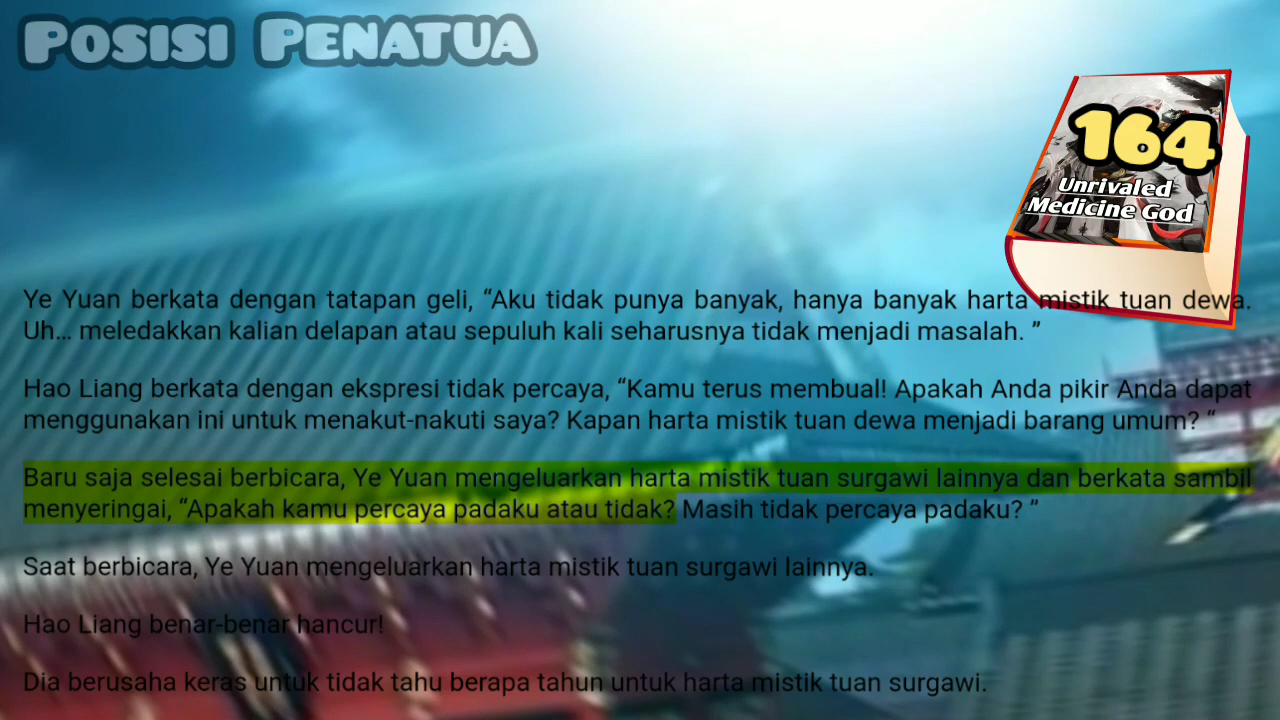 Posisi Penatua
164
Unrivaled
Medicine God
Ye Yuan berkata dengan tatapan geli, “Aku tidak punya banyak, hanya banyak harta mistik tuan dewa.
Uh… meledakkan kalian delapan atau sepuluh kali seharusnya tidak menjadi masalah. ”
Hao Liang berkata dengan ekspresi tidak percaya, “Kamu terus membual! Apakah Anda pikir Anda dapat
menggunakan ini untuk menakut-nakuti saya? Kapan harta mistik tuan dewa menjadi barang umum? “
Baru saja selesai berbicara, Ye Yuan mengeluarkan harta mistik tuan surgawi lainnya dan berkata sambil
menyeringai, “Apakah kamu percaya padaku atau tidak? Masih tidak percaya padaku? ”
Saat berbicara, Ye Yuan mengeluarkan harta mistik tuan surgawi lainnya.
Hao Liang benar-benar hancur!
Dia berusaha keras untuk tidak tahu berapa tahun untuk harta mistik tuan surgawi.